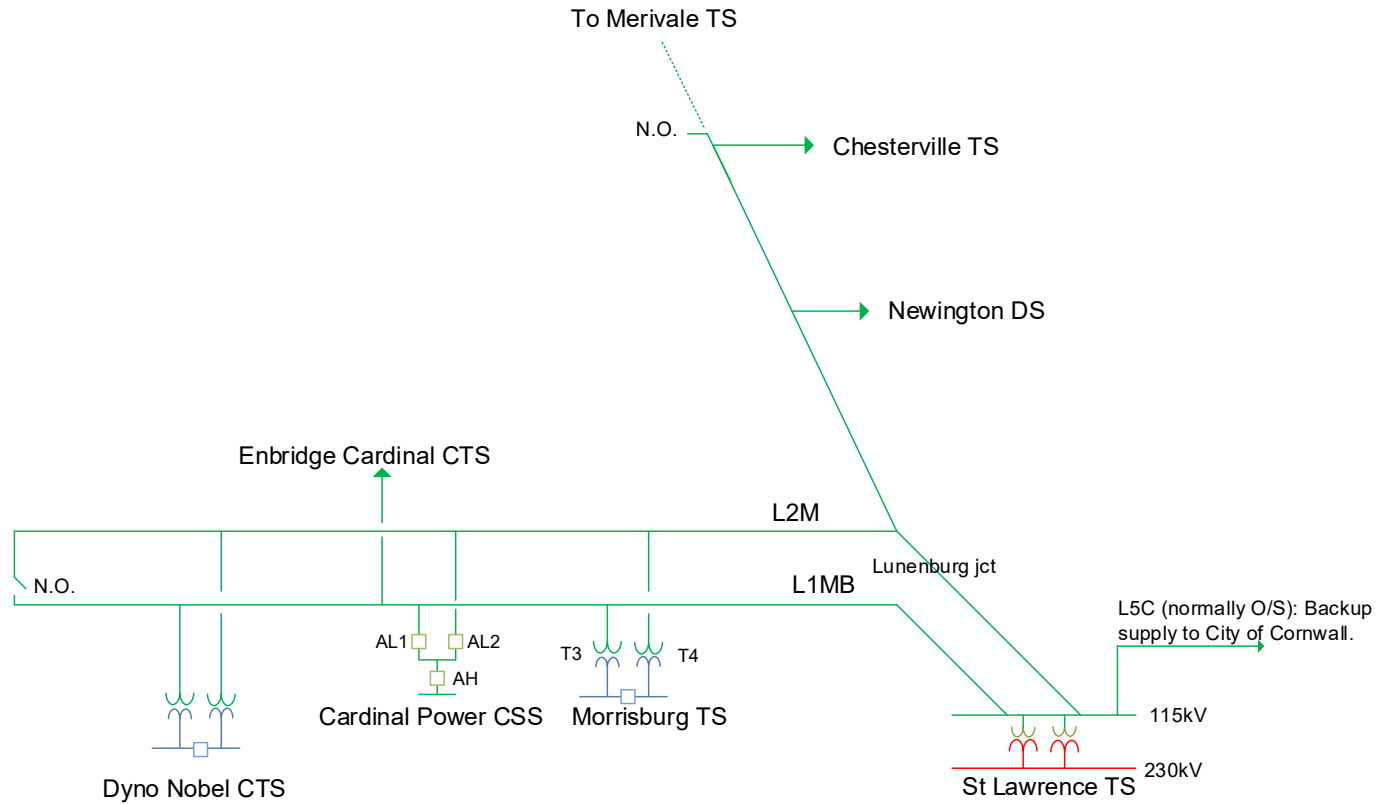 To Merivale TS
N.O.
Chesterville TS
Newington DS
Enbridge Cardinal CTS
L2M
Lunenburg jct
N.O.
L1MB
L5C (normally O/S): Backup
supply to City of Cornwall.
AL1
AL2
T3
T4
AH
Cardinal Power CSS
Morrisburg TS
115kV
230kV
Dyno Nobel CTS
St Lawrence TS